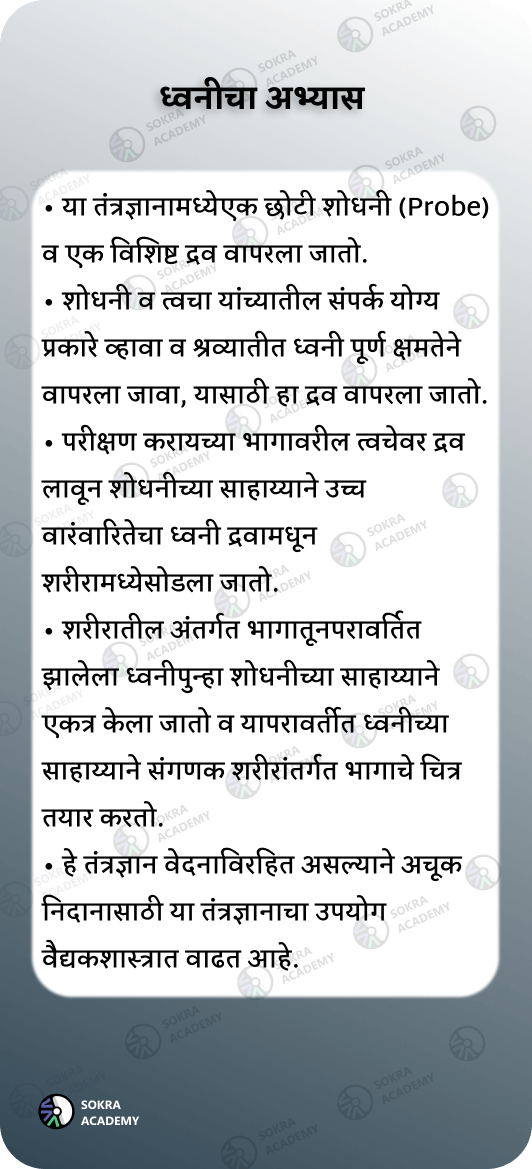 ध्वनीचा अभ्यास
• या तंत्रज्ञानामध्येएक छोटी शोधनी (Probe)
व एक विशिष्ट द्रव वापरला जातो.
• शोधनी व त्वचा यांच्यातील संपर्क योग्य
प्रकारे व्हावा व श्रव्यातीत ध्वनी पूर्ण क्षमतेने
वापरला जावा, यासाठी हा द्रव वापरला जातो.
• परीक्षण करायच्या भागावरील त्वचेवर द्रव
लावून शोधनीच्या साहाय्याने उच्च
वारंवारितेचा ध्वनी द्रवामधून
शरीरामध्येसोडला जातो.
• शरीरातील अंतर्गत भागातूनपरावर्तित
झालेला ध्वनीपुन्हा शोधनीच्या साहाय्याने
एकत्र केला जातो व यापरावर्तीत ध्वनीच्या
साहाय्याने संगणक शरीरांतर्गत भागाचे चित्र
तयार करतो.
• हे तंत्रज्ञान वेदनाविरहित असल्याने अचूक
निदानासाठी या तंत्रज्ञानाचा उपयोग
वैद्यकशास्त्रात वाढत आहे.
SOKRA
ACADEMY